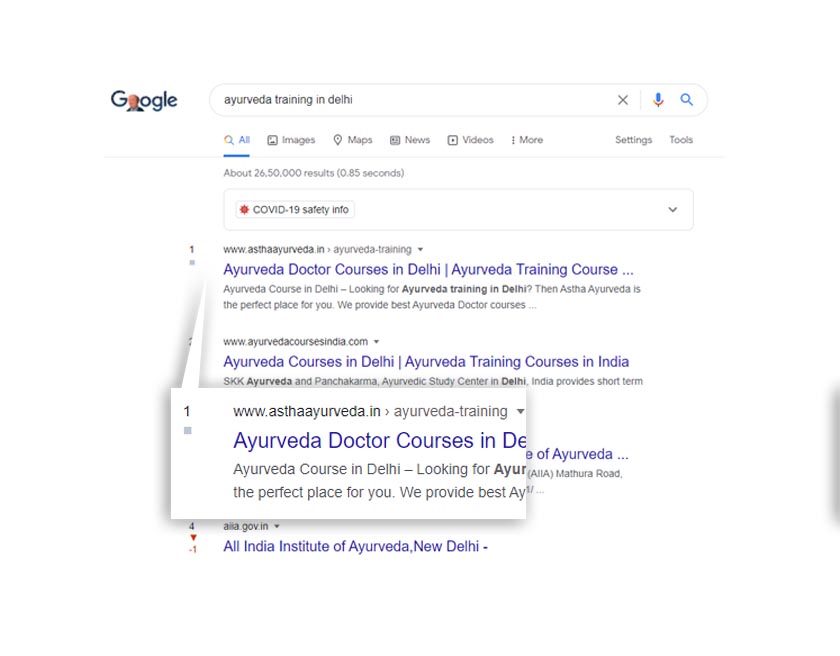 Google
ayurveda training in delhi
All Images Maps News Videos More Settings Tools
About 26,50,000 results (0.85 seconds)
COVID-19 safety info
1 www.asthaayurveda.in › ayurveda-training
Ayurveda Doctor Courses in Delhi | Ayurveda Training Course ...
Ayurveda Course in Delhi – Looking for Ayurveda training in Delhi? Then Astha Ayurveda is
the perfect place for you. We provide best Ayurveda Doctor courses ...
www.ayurvedacoursesindia.com
Ayurveda Courses in Delhi | Ayurveda Training Courses in India
SKK Ayurveda and Panchakarma, Ayurvedic Study Center in Delhi, India provides short term
1 www.asthaayurveda.in › ayurveda-training
Ayurveda Doctor Courses in De
Ayurveda Course in Delhi – Looking for Ayur
the perfect place for you. We provide best Ay
e of Ayurveda ...
(AIIA) Mathura Road,
4 aiia.gov.in
-1 All India Institute of Ayurveda,New Delhi -